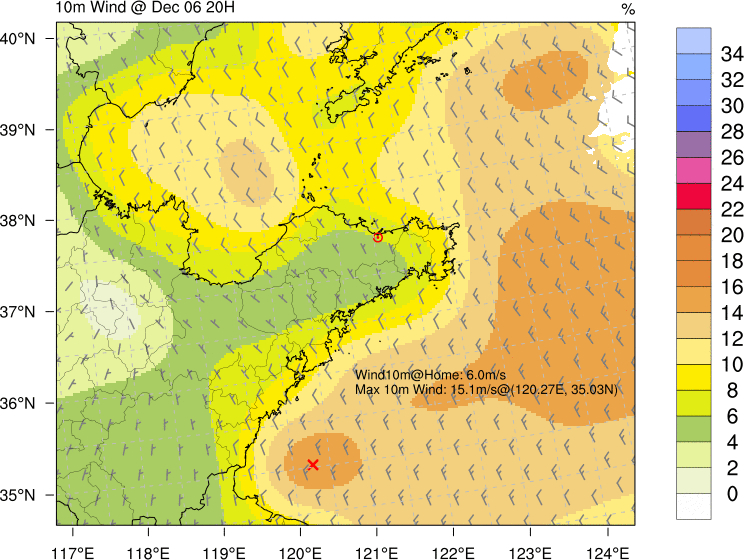 10m Wind @ Dec 06 20H
%
40°N
39°N
38°N
37°N
36°N
35°N
117°E
118°E
119°E
120°E
121°E
122°E
123°E
124°E
Wind10m@Home: 6.0m/s
Max 10m Wind: 15.1m/s@(120.27E, 35.03N)
34
32
30
28
26
24
22
20
18
16
14
12
10
8
6
4
2
0